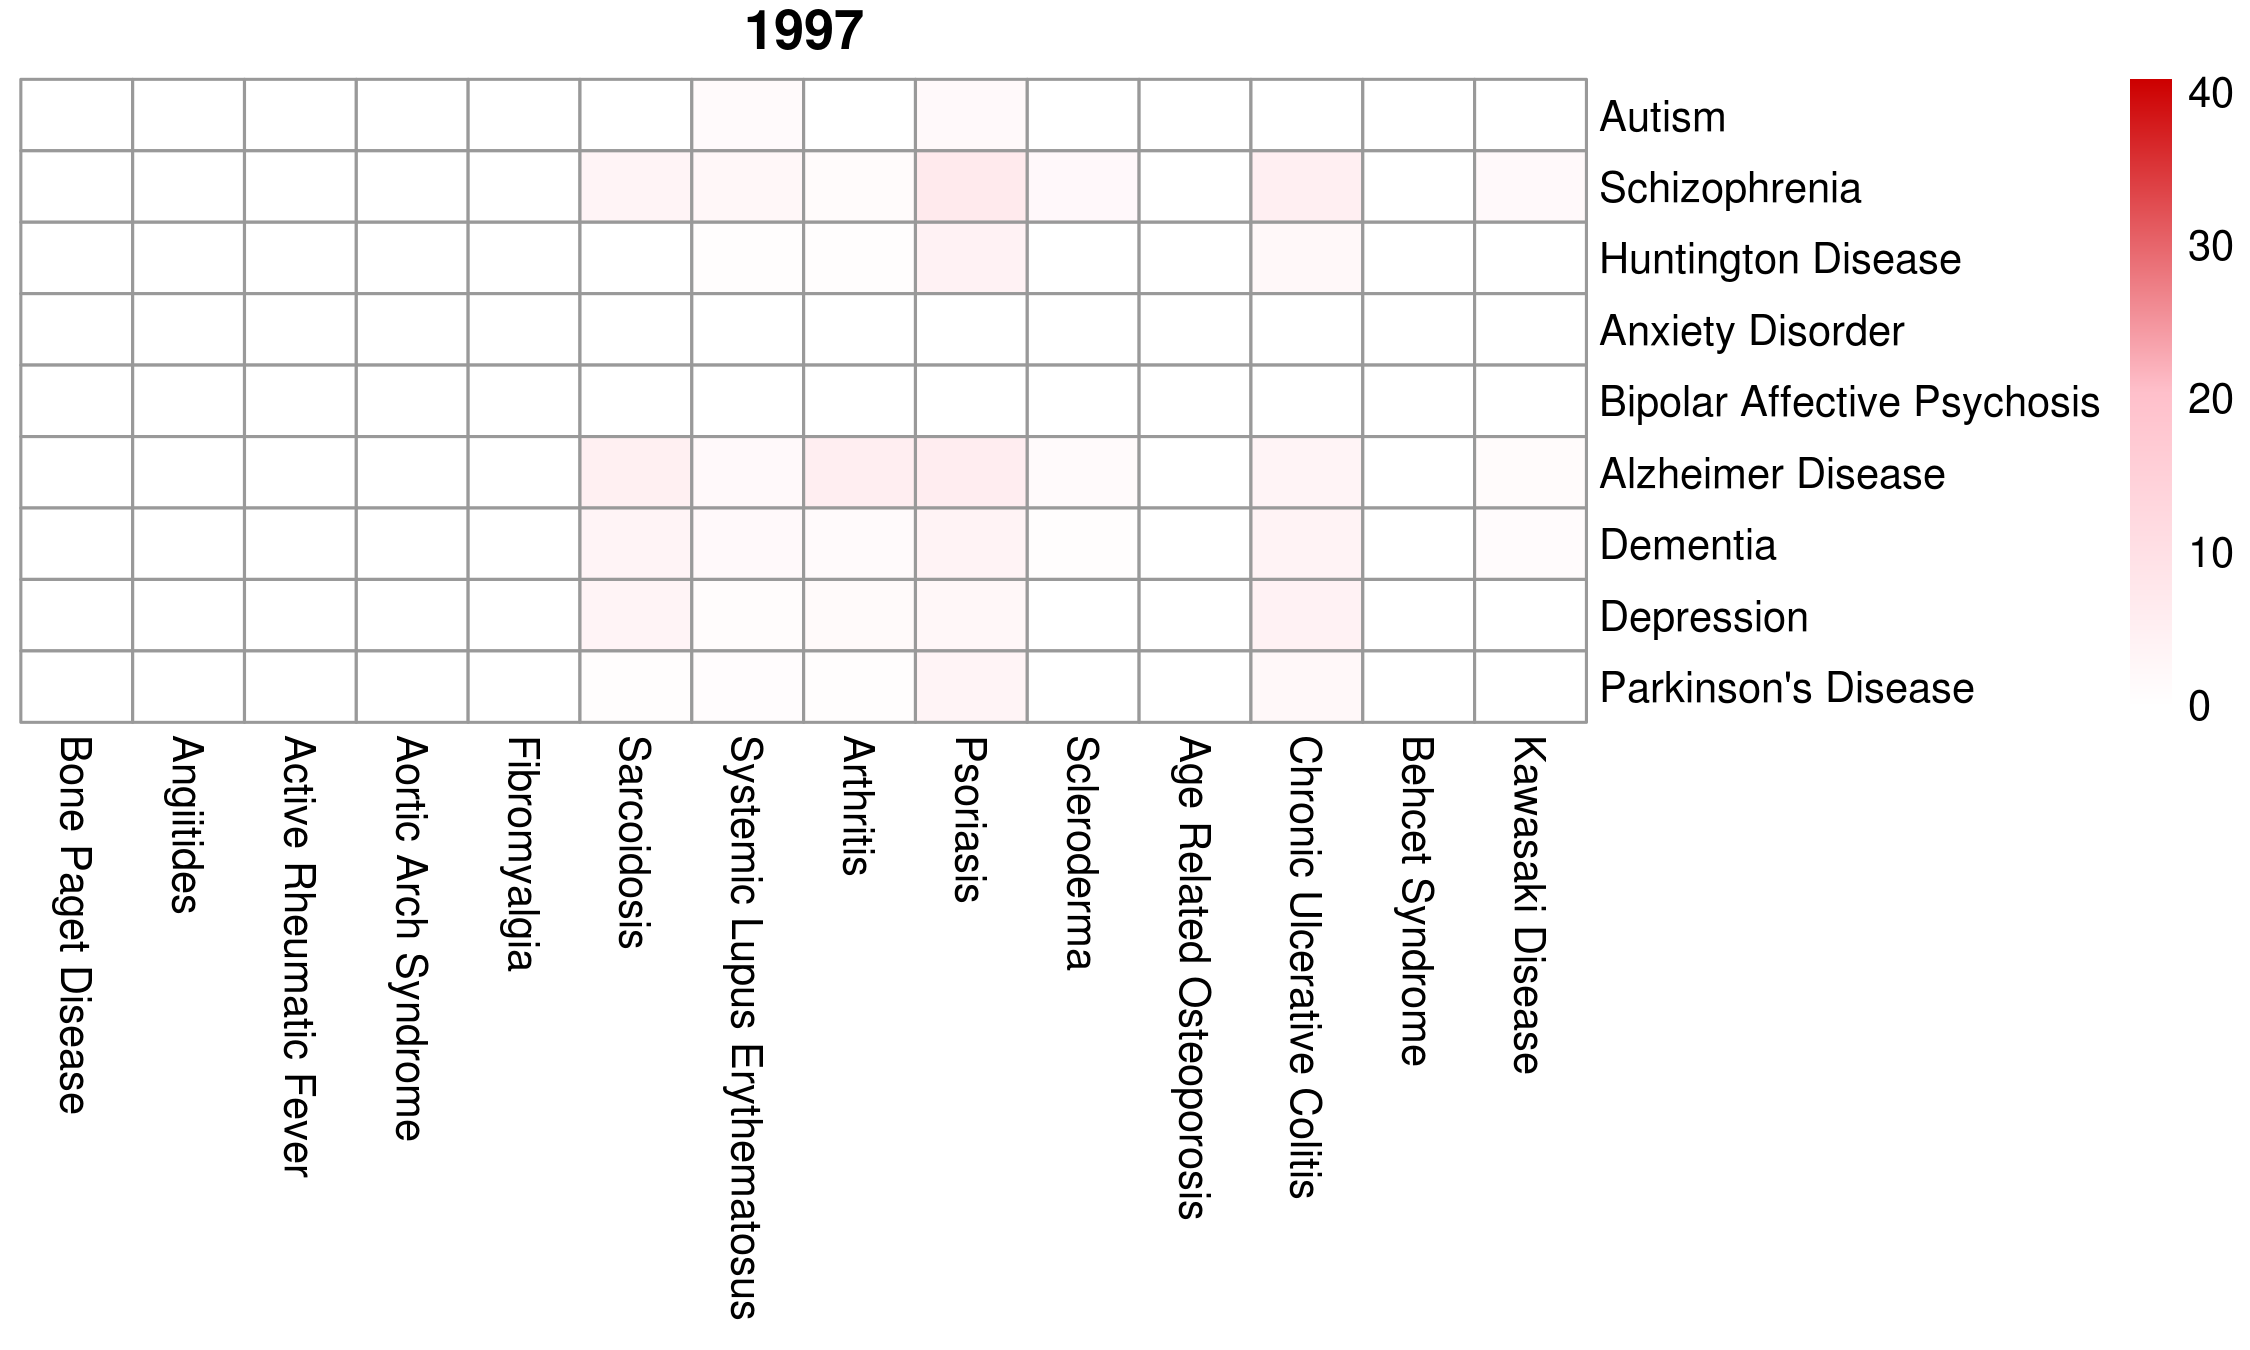 1997
Autism
Schizophrenia
Huntington Disease
Anxiety Disorder
Bipolar Affective Psychosis
Alzheimer Disease
Dementia
Depression
Parkinson's Disease
40
30
20
10
0
Bone Paget Disease
Angiitides
Active Rheumatic Fever
Aortic Arch Syndrome
Fibromyalgia
Sarcoidosis
Systemic Lupus Erythematosus
Arthritis
Psoriasis
Scleroderma
Age Related Osteoporosis
Chronic Ulcerative Colitis
Behcet Syndrome
Kawasaki Disease